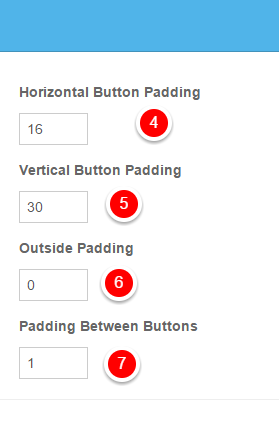 Horizontal Button Padding
16
4
Vertical Button Padding
30
5
Outside Padding
0
6
Padding Between Buttons
1
7